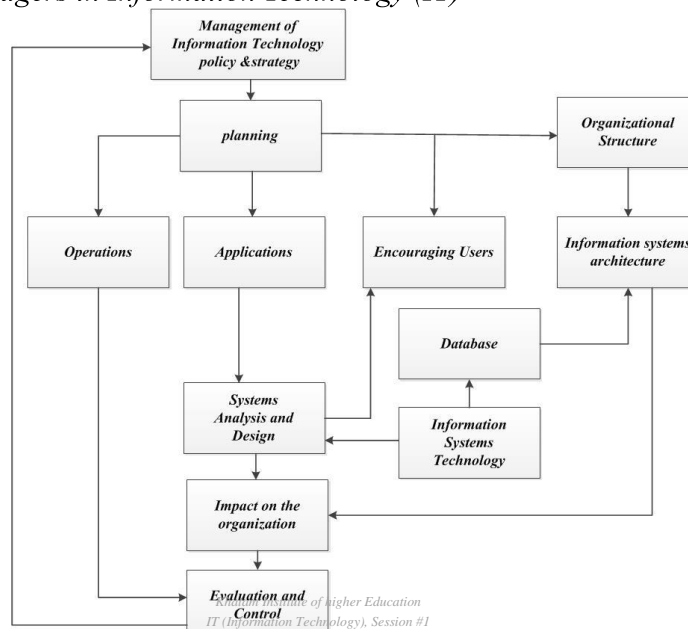 agers in Information Technology (IT)
Management of
Information Technology
policy &strategy
planning
Organizational
Structure
Operations
Applications
Encouraging Users
Information systems
architecture
Database
Systems
Analysis and
Design
Information
Systems
Technology
Impact on the
organization
Evaluation and
Control
Khatam Institute of higher Education
IT (Information Technology), Session #1